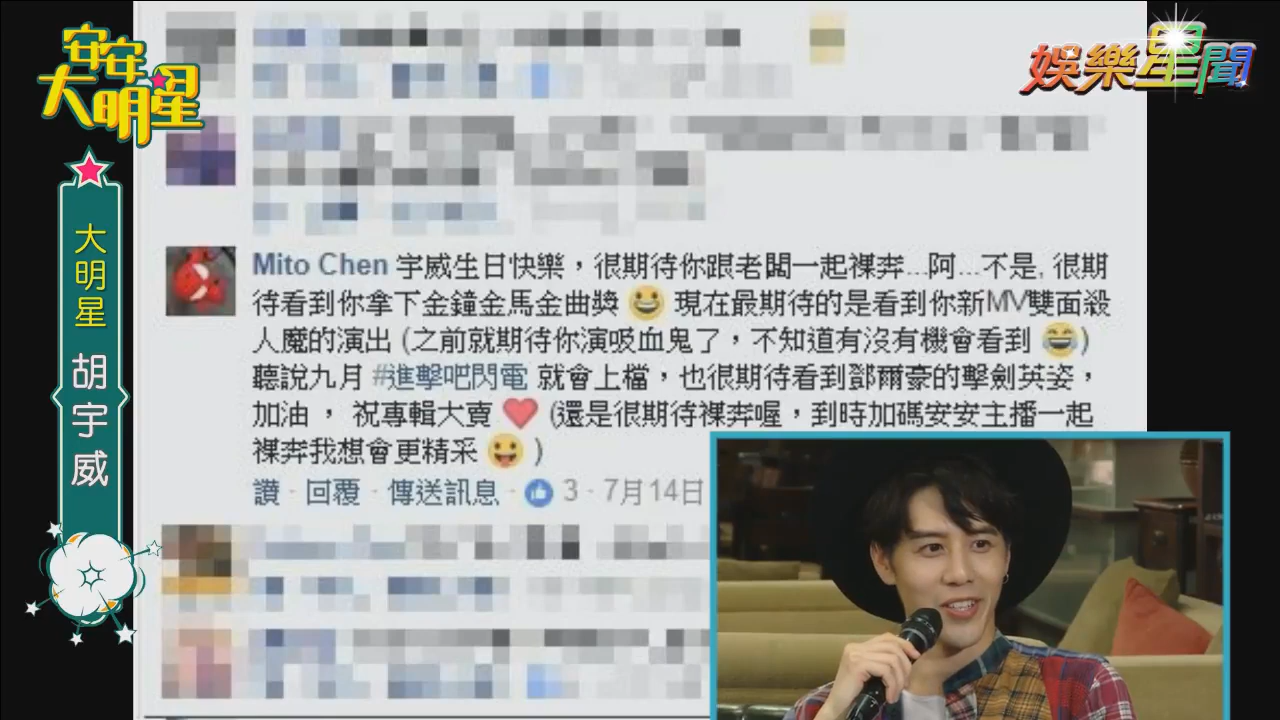 安安
大明星
娛樂星聞
大明星 胡宇威
Mito Chen 宇威生日快樂，很期待你跟老闆一起裸奔...阿...不是, 很期
待看到你拿下金鐘金馬金曲獎 😀 現在最期待的是看到你新MV雙面殺
人魔的演出 (之前就期待你演吸血鬼了，不知道有沒有機會看到 😂)
聽說九月 #進擊吧閃電 就會上檔，也很期待看到鄧爾豪的擊劍英姿，
加油 ， 祝專輯大賣 ❤️ (還是很期待裸奔喔，到時加碼安安主播一起
裸奔我想會更精采 😛 )
讚 · 回覆 · 傳送訊息 · 3 · 7月14日